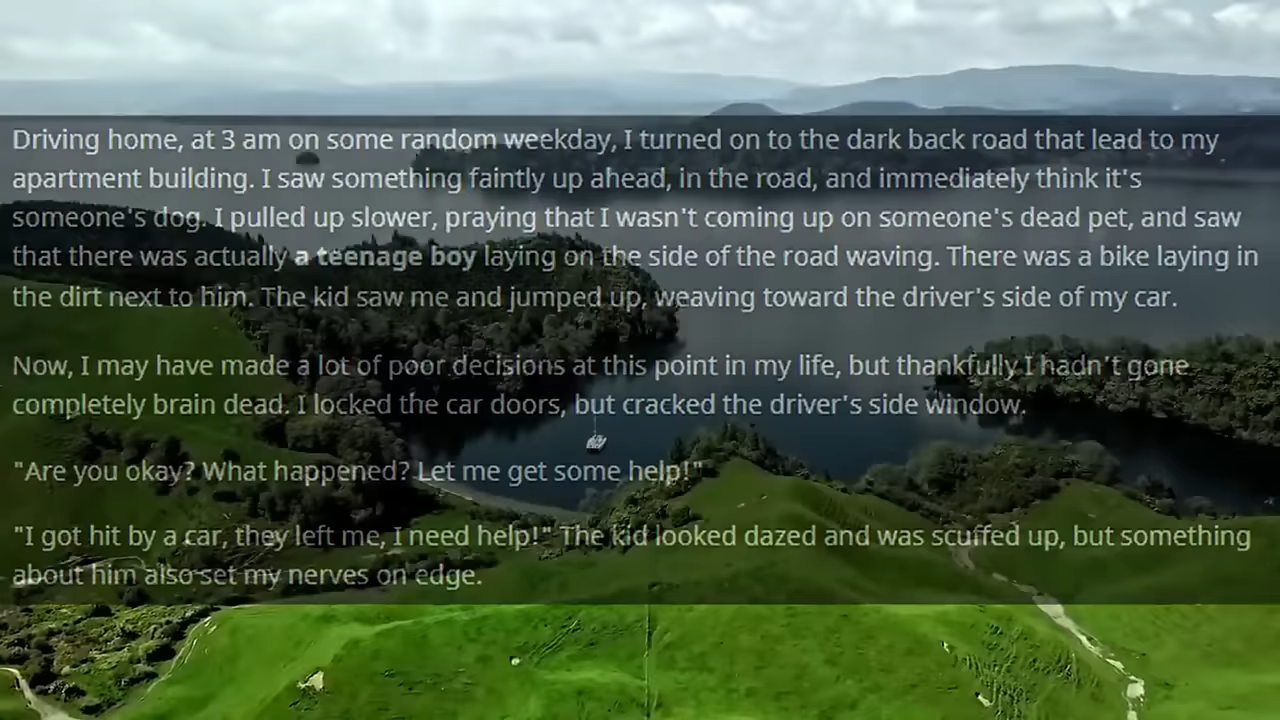 Driving home, at 3 am on some random weekday, I turned on to the dark back road that lead to my
apartment building. I saw something faintly up ahead, in the road, and immediately think it's
someone's dog. I pulled up slower, praying that I wasn't coming up on someone's dead pet, and saw
that there was actually a teenage boy laying on the side of the road waving. There was a bike laying in
the dirt next to him. The kid saw me and jumped up, weaving toward the driver's side of my car.
Now, I may have made a lot of poor decisions at this point in my life, but thankfully I hadn't gone
completely brain dead. I locked the car doors, but cracked the driver's side window.
"Are you okay? What happened? Let me get some help!"
"I got hit by a car, they left me, I need help!" The kid looked dazed and was scuffed up, but something
about him also set my nerves on edge.